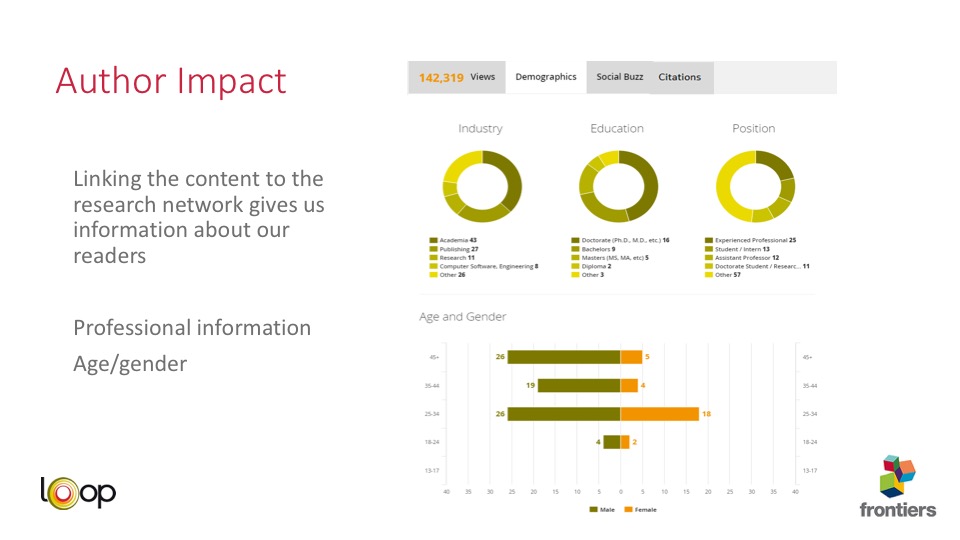 Author Impact
Linking the content to the
research network gives us
information about our
readers
Professional information
Age/gender
142,319 Views
Demographics
Social Buzz
Citations
Industry
Academia 43
Publishing 27
Research 11
Computer Software, Engineering 8
Other 26
Education
Doctorate (Ph.D., M.D., etc.) 16
Bachelors 9
Masters (MS, MA, etc) 5
Diploma 2
Other 3
Position
Experienced Professional 25
Student / Intern 13
Assistant Professor 12
Doctorate Student / Researc... 11
Other 57
Age and Gender
45+ 26 5 45+
35-44 19 4 35-44
25-34 26 18 25-34
18-24 4 2 18-24
13-17 13-17
40 35 30 25 20 15 10 5 0 5 10 15 20 25 30 35 40
Male Female
loop
frontiers